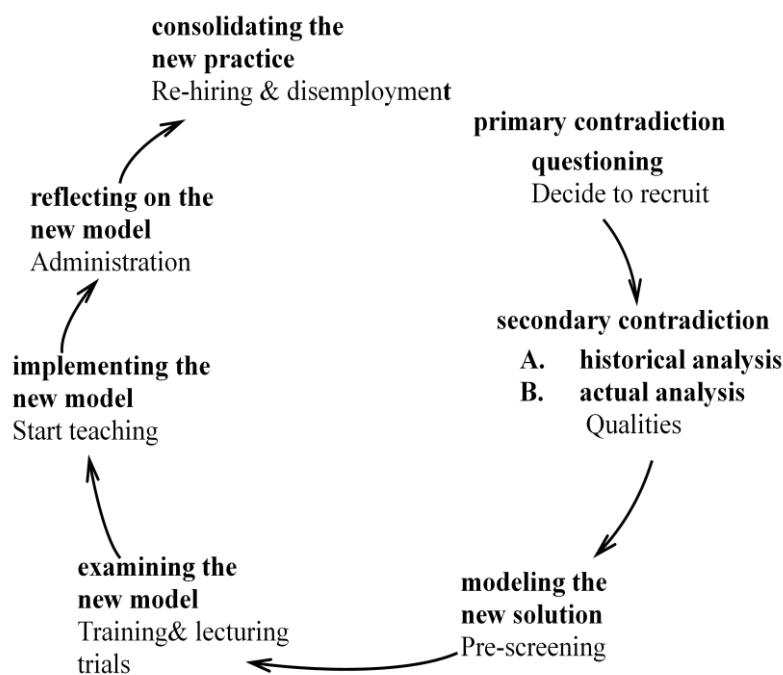 consolidating the
new practice
Re-hiring & disemployment
primary contradiction
questioning
Decide to recruit
secondary contradiction
A. historical analysis
B. actual analysis
Qualities
modeling the
new solution
Pre-screening
examining the
new model
Training& lecturing
trials
implementing the
new model
Start teaching
reflecting on the
new model
Administration